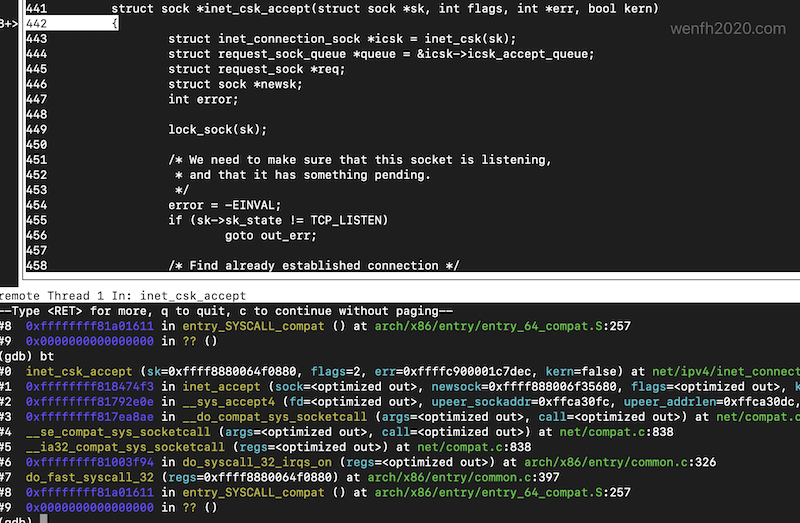 441 struct sock *inet_csk_accept(struct sock *sk, int flags, int *err, bool kern)
wenfh2020.com
3+> 442 {
443 struct inet_connection_sock *icsk = inet_csk(sk);
444 struct request_sock_queue *queue = &icsk->icsk_accept_queue;
445 struct request_sock *req;
446 struct sock *newsk;
447 int error;
448
449 lock_sock(sk);
450
451 /* We need to make sure that this socket is listening,
452 * and that it has something pending.
453 */
454 error = -EINVAL;
455 if (sk->sk_state != TCP_LISTEN)
456 goto out_err;
457
458 /* Find already established connection */
remote Thread 1 In: inet_csk_accept
--Type <RET> for more, q to quit, c to continue without paging--
#8 0xffffffff81a01611 in entry_SYSCALL_compat () at arch/x86/entry/entry_64_compat.S:257
#9 0x0000000000000000 in ?? ()
(gdb) bt
#0 inet_csk_accept (sk=0xffff8880064f0880, flags=2, err=0xffffc900001c7dec, kern=false) at net/ipv4/inet_connect
#1 0xffffffff818474f3 in inet_accept (sock=<optimized out>, newsock=0xffff888006f35680, flags=<optimized out>, k
#2 0xffffffff81792e0e in __sys_accept4 (fd=<optimized out>, upeer_sockaddr=0xffca30fc, upeer_addrlen=0xffca30dc,
#3 0xffffffff817ea8ae in __do_compat_sys_socketcall (args=<optimized out>, call=<optimized out>) at net/compat.c
#4 __se_compat_sys_socketcall (args=<optimized out>, call=<optimized out>) at net/compat.c:838
#5 __ia32_compat_sys_socketcall (regs=<optimized out>) at net/compat.c:838
#6 0xffffffff81003f94 in do_syscall_32_irqs_on (regs=<optimized out>) at arch/x86/entry/common.c:326
#7 do_fast_syscall_32 (regs=0xffff8880064f0880) at arch/x86/entry/common.c:397
#8 0xffffffff81a01611 in entry_SYSCALL_compat () at arch/x86/entry/entry_64_compat.S:257
#9 0x0000000000000000 in ?? ()
(gdb)